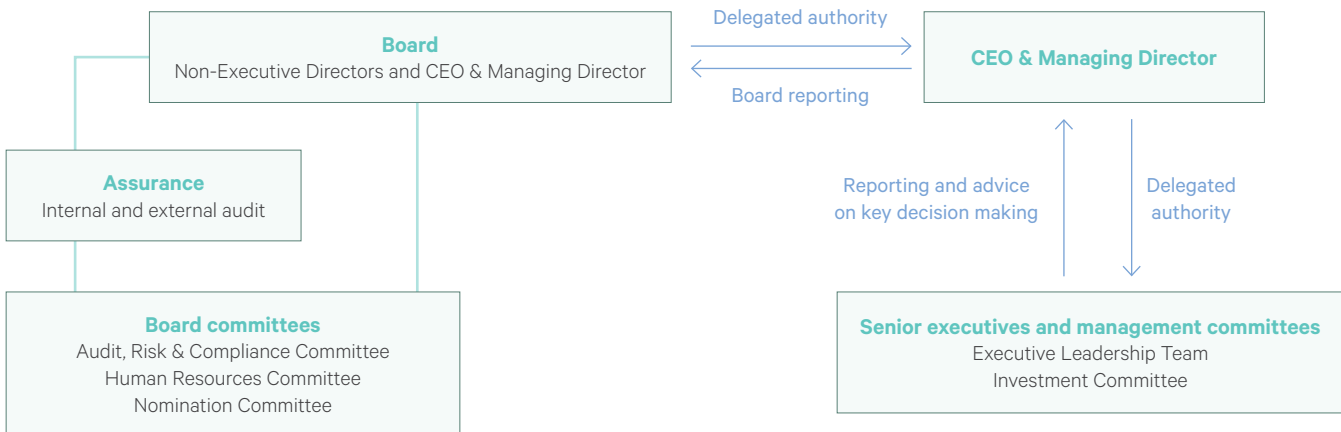 Board
Non-Executive Directors and CEO & Managing Director
Delegated authority
Board reporting
CEO & Managing Director
Assurance
Internal and external audit
Reporting and advice
on key decision making
Delegated
authority
Board committees
Audit, Risk & Compliance Committee
Human Resources Committee
Nomination Committee
Senior executives and management committees
Executive Leadership Team
Investment Committee